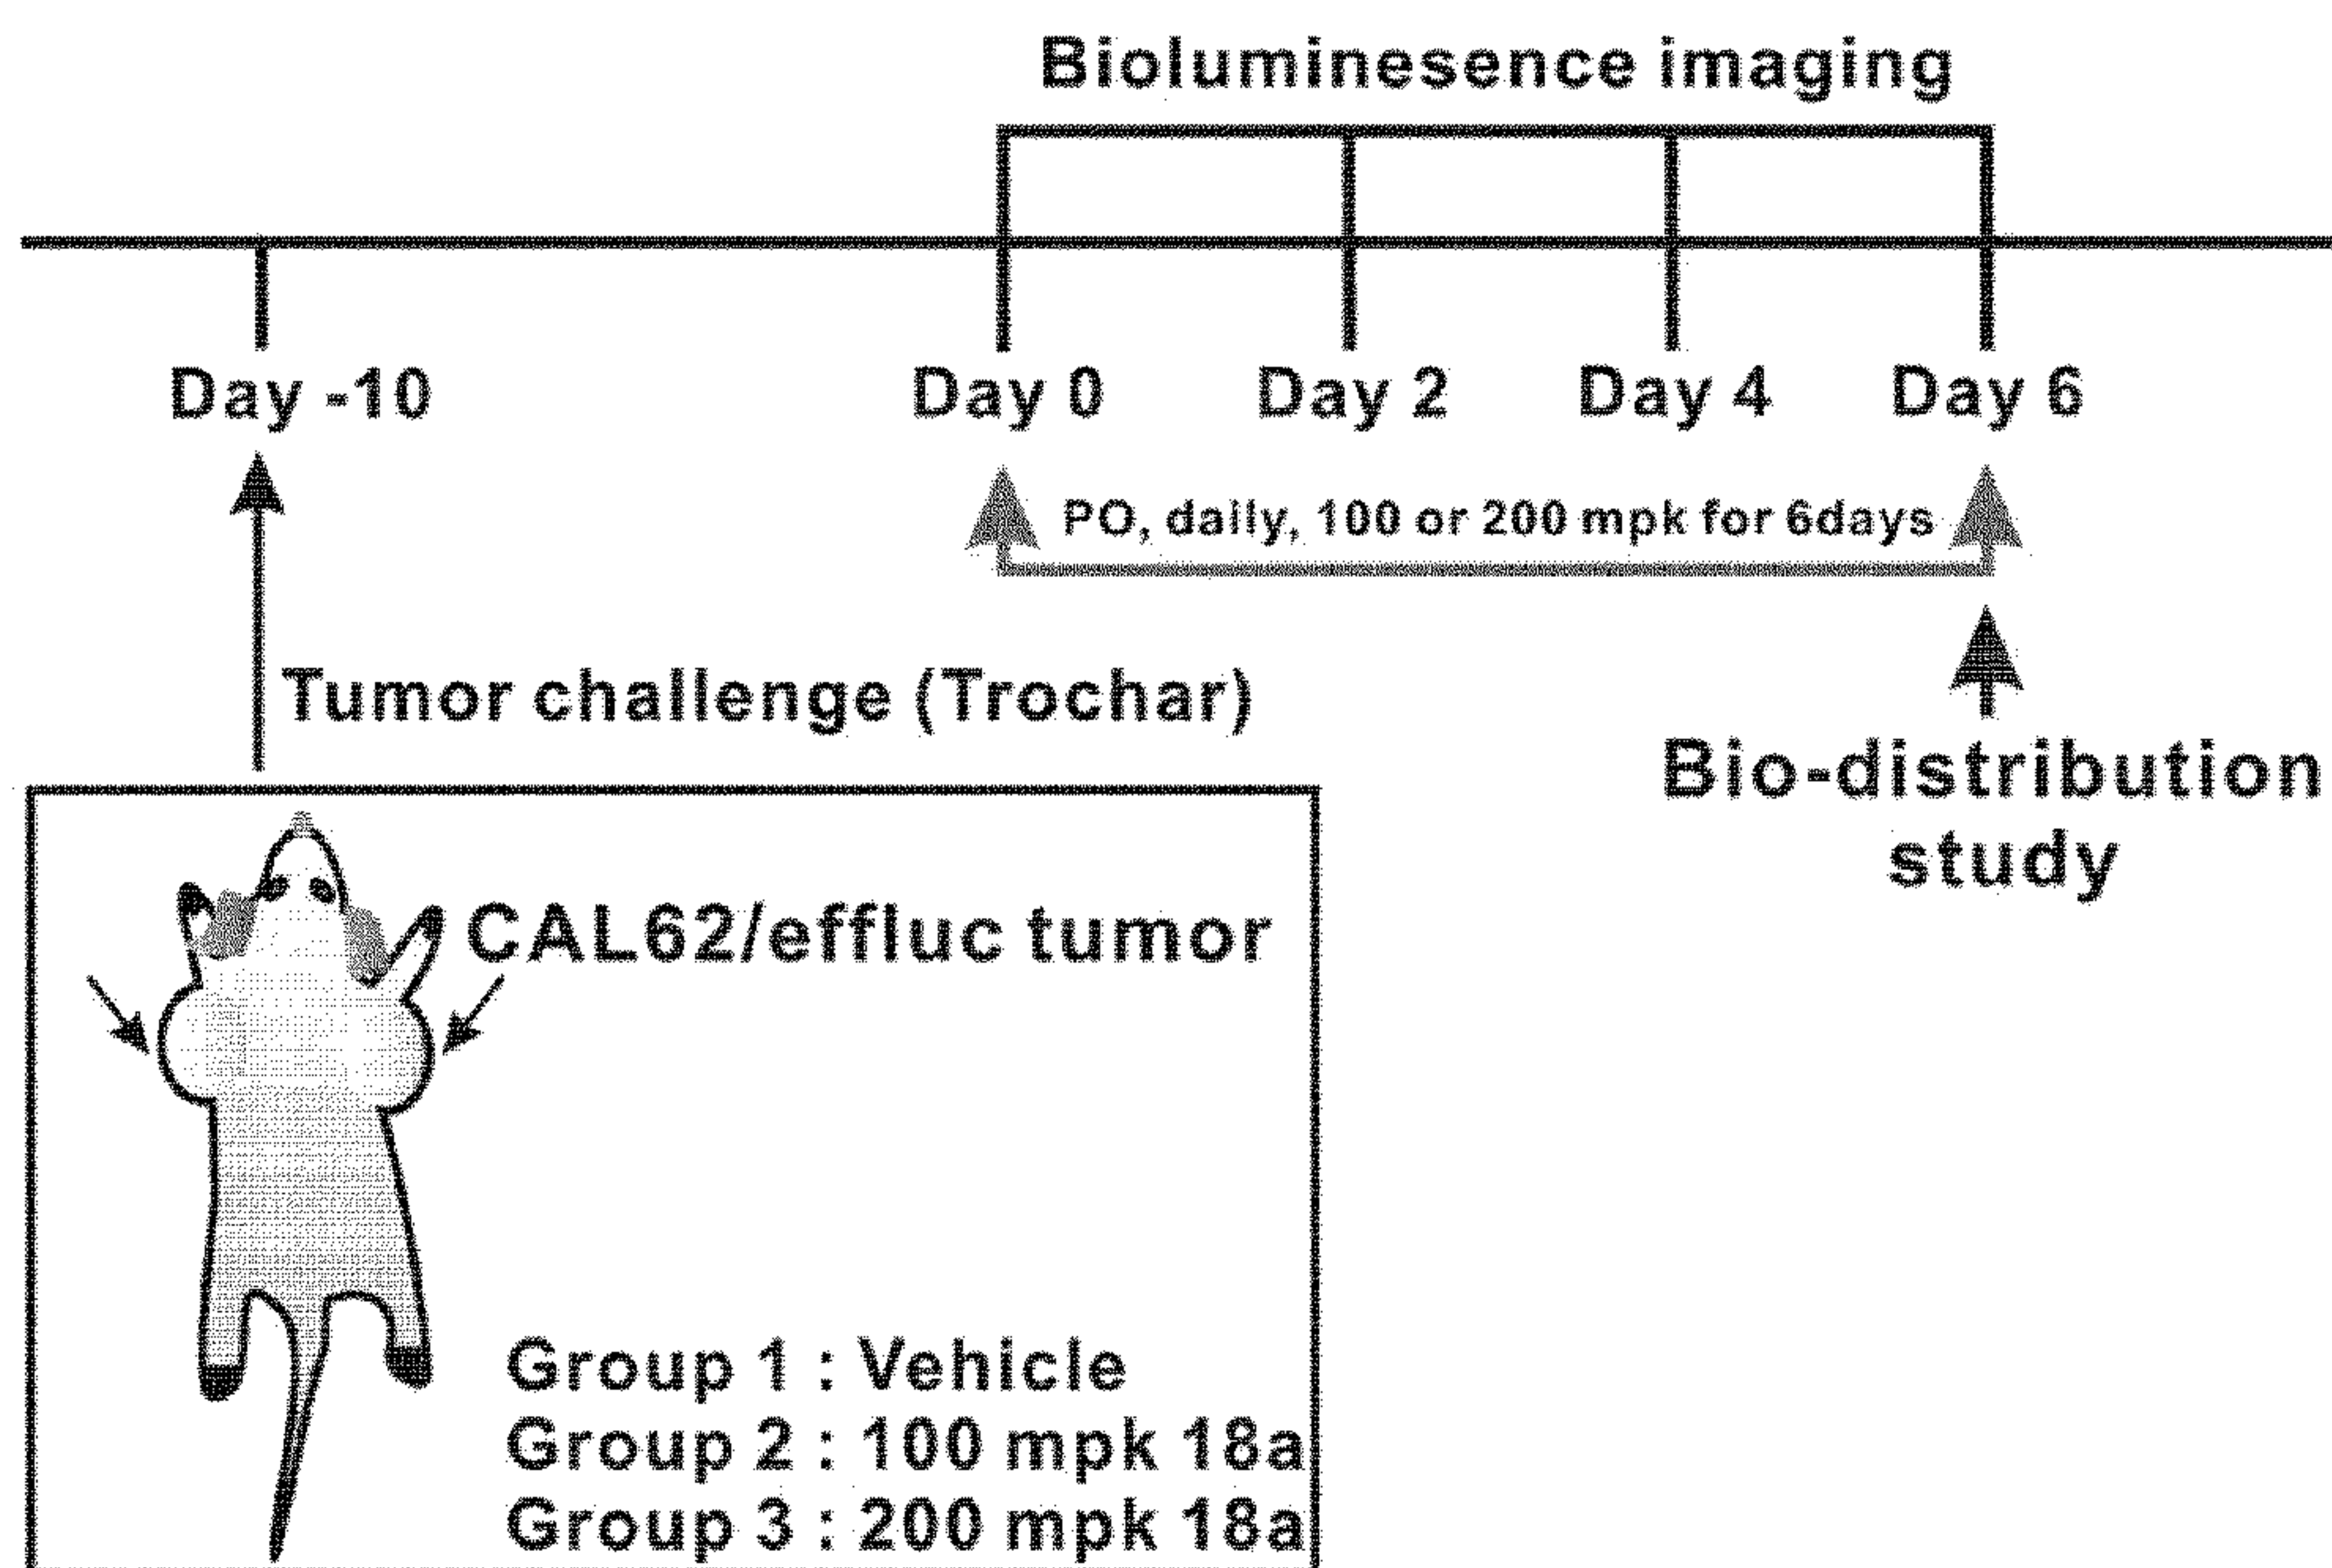 Bioluminesence imaging
Day -10
Day 0
Day 2
Day 4
Day 6
PO, daily, 100 or 200 mpk for 6days
Tumor challenge (Trochar)
Bio-distribution
study
CAL62/effluc tumor
Group 1 : Vehicle
Group 2 : 100 mpk 18a
Group 3 : 200 mpk 18a